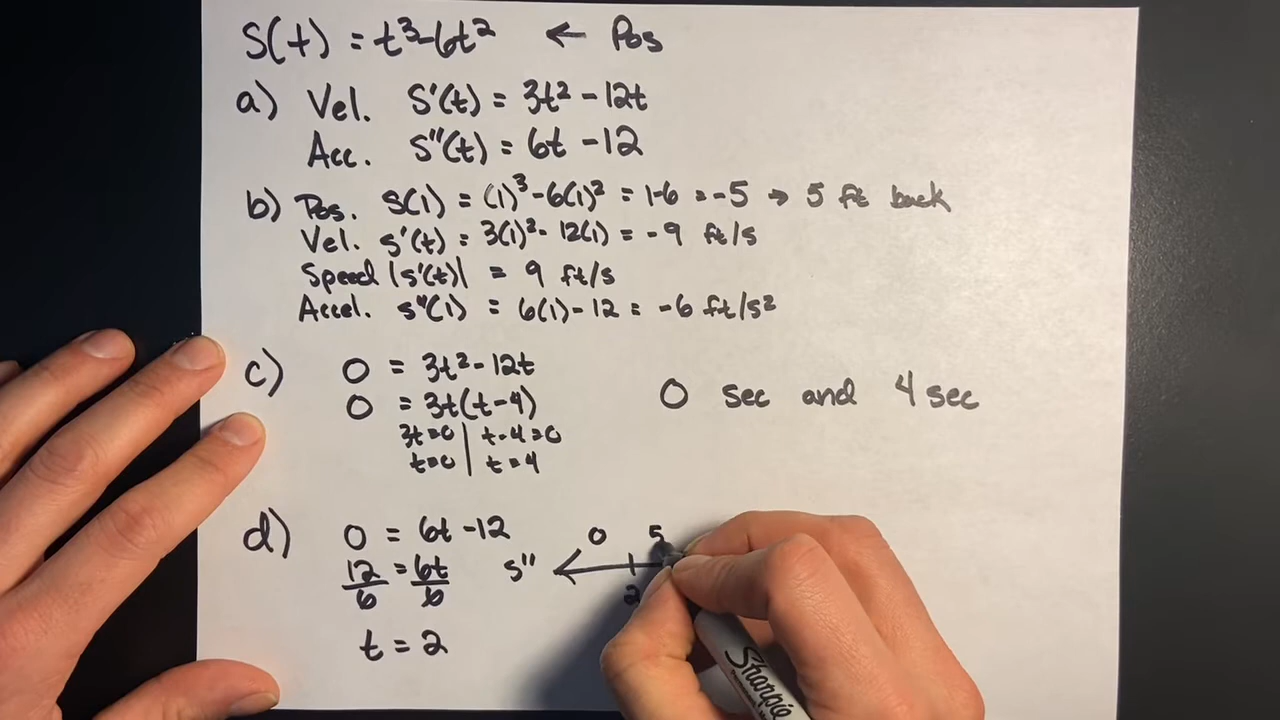 S(t) = t³-6t² ← Pos
a) Vel. S'(t) = 3t² - 12t
Acc. S"(t) = 6t - 12
b) Pos. S(1) = (1)³ - 6(1)² = 1-6 = -5 → 5 ft back
Vel. s'(t) = 3(1)² - 12(1) = -9 ft/s
Speed |s'(t)| = 9 ft/s
Accel. s"(1) = 6(1) - 12 = -6 ft/s²
c) 0 = 3t² - 12t
0 = 3t(t-4)
0 sec and 4 sec
3t=0 | t-4=0
t=0 | t=4
d) 0 = 6t - 12
12/6 = 6t/6
t = 2
0 5
S"
2
Sharpie